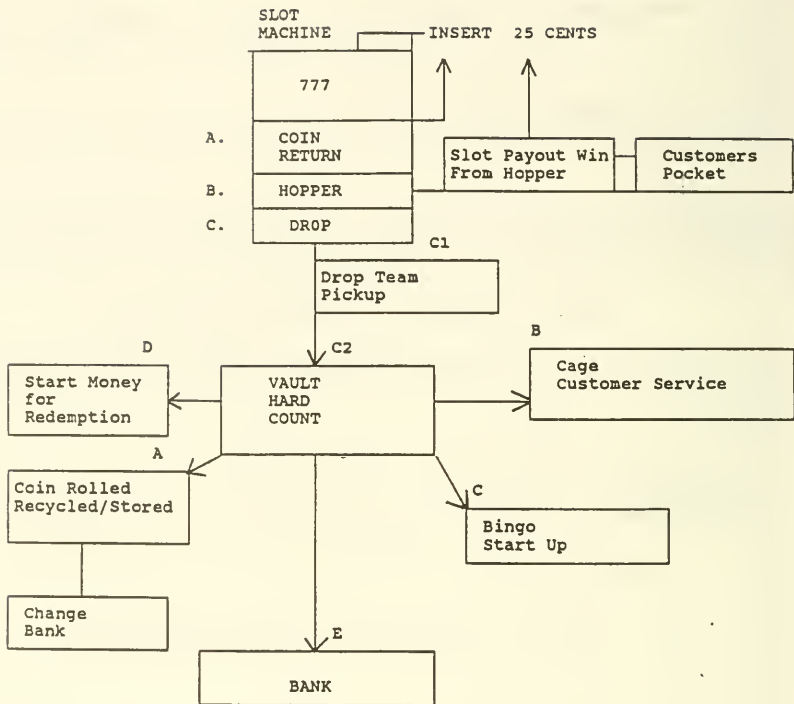 SLOT
MACHINE
INSERT 25 CENTS
777
A.
COIN
RETURN
Slot Payout Win
From Hopper
Customers
Pocket
B.
HOPPER
C.
DROP
C1
Drop Team
Pickup
C2
B
D
Start Money
for
Redemption
VAULT
HARD
COUNT
Cage
Customer Service
A
Coin Rolled
Recycled/Stored
C
Bingo
Start Up
Change
Bank
E
BANK